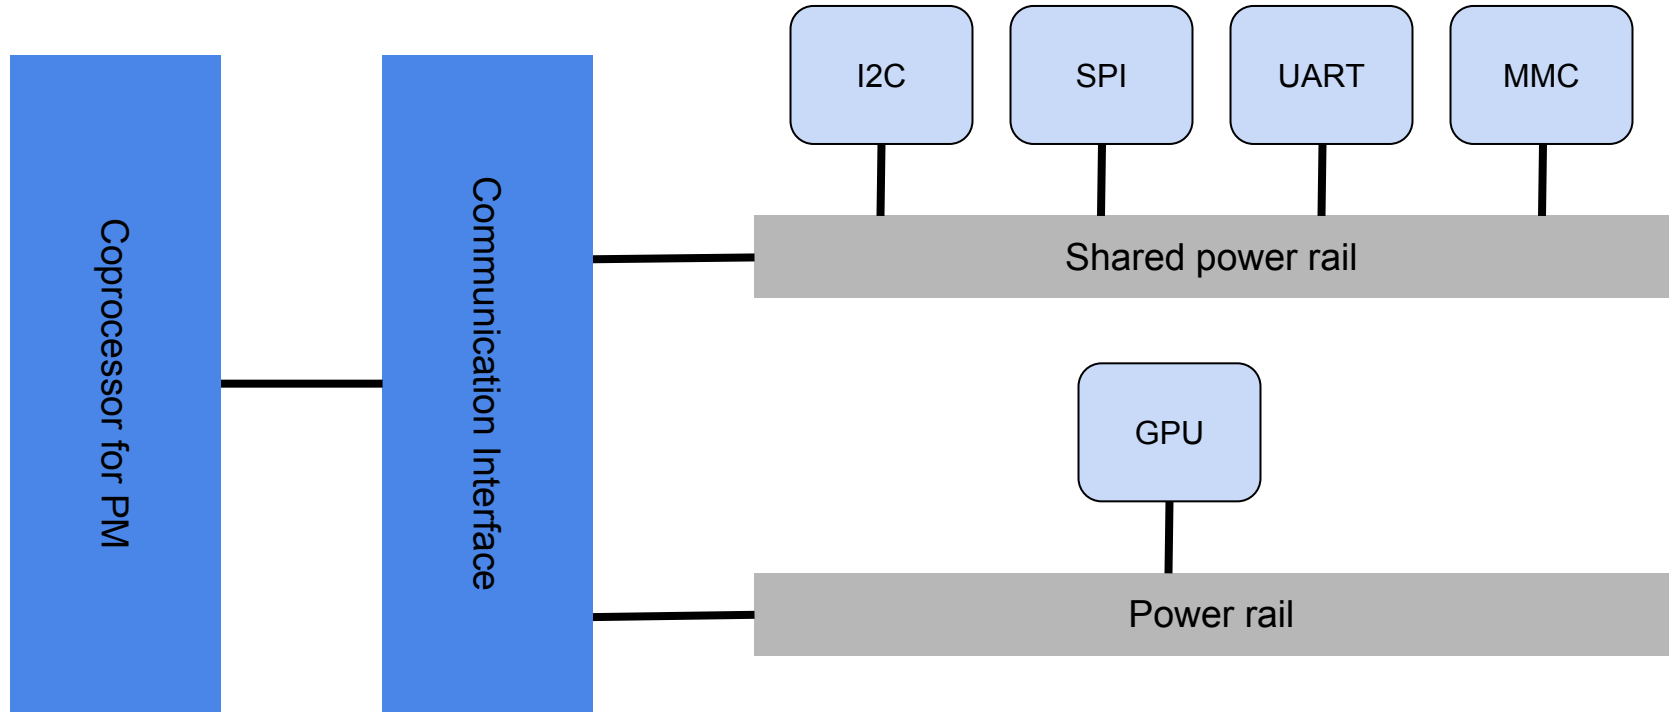 Coprocessor for PM
Communication Interface
I2C
SPI
UART
MMC
Shared power rail
GPU
Power rail